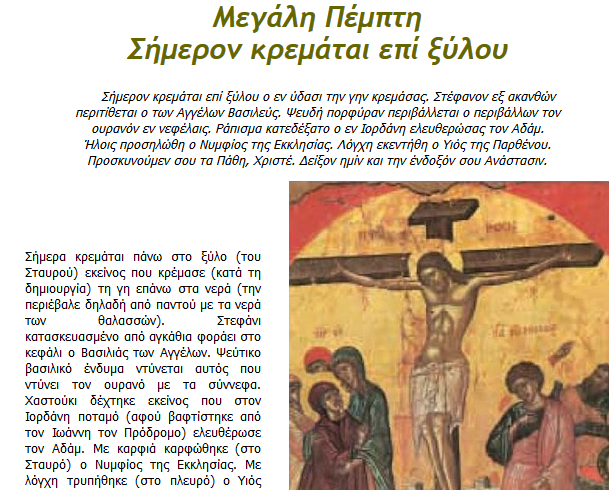 Μεγάλη Πέμπτη
Σήμερον κρεμάται επί ξύλου
Σήμερον κρεμάται επί ξύλου ο εν ύδασι την γην κρεμάσας. Στέφανον εξ ακανθών
περιτίθεται ο των Αγγέλων Βασιλεύς. Ψευδή πορφύραν περιβάλλεται ο περιβάλλων τον
ουρανόν εν νεφέλαις. Ράπισμα κατεδέξατο ο εν Ιορδάνη ελευθερώσας τον Αδάμ.
Ήλοις προσηλώθη ο Νυμφίος της Εκκλησίας. Λόγχη εκεντήθη ο Υιός της Παρθένου.
Προσκυνούμεν σου τα Πάθη, Χριστέ. Δείξον ημίν και την ένδοξόν σου Ανάστασιν.
Σήμερα κρεμάται πάνω στο ξύλο (του
Σταυρού) εκείνος που κρέμασε (κατά τη
δημιουργία) τη γη επάνω στα νερά (την
περιέβαλε δηλαδή από παντού με τα νερά
των θαλασσών). Στεφάνι
κατασκευασμένο από αγκάθια φοράει στο
κεφάλι ο Βασιλιάς των Αγγέλων. Ψεύτικο
βασιλικό ένδυμα ντύνεται αυτός που
ντύνει τον ουρανό με τα σύννεφα.
Χαστούκι δέχτηκε εκείνος που στον
Ιορδάνη ποταμό (αφού βαφτίστηκε από
τον Ιωάννη τον Πρόδρομο) ελευθέρωσε
τον Αδάμ. Με καρφιά καρφώθηκε (στο
Σταυρό) ο Νυμφίος της Εκκλησίας. Με
λόγχη τρυπήθηκε (στο πλευρό) ο Υιός